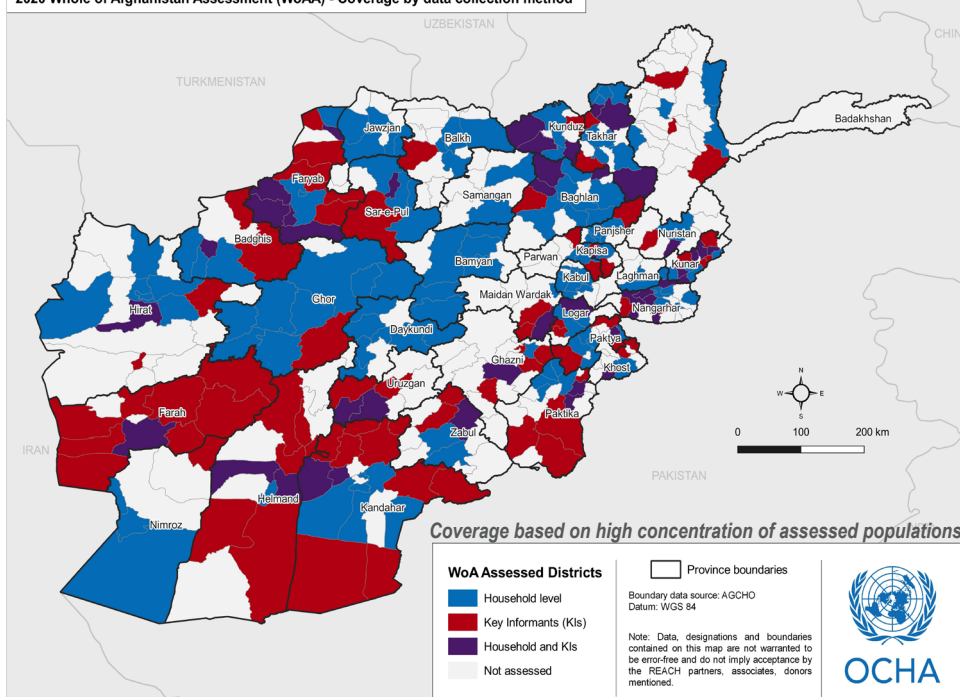 2020 Whole of Afghanistan Assessment (WoAA) - Coverage by data collection method
UZBEKISTAN
TURKMENISTAN
Badakhshan
Jawzjan
Balkh
Kunduz
Takhar
Faryab
Samangan
Baghlan
Sar-e-Pul
Badghis
Panjsher
Nuristan
Kapisa
Parwan
Bamyan
Kunar
Kabul
Laghman
Ghor
Maidan Wardak
Hirat
Logar
Nangarhar
Daykundi
Paktya
Ghazni
Khost
Uruzgan
Farah
Paktika
Zabul
IRAN
PAKISTAN
Helmand
Kandahar
Nimroz
N
W
E
S
0
100
200 km
Coverage based on high concentration of assessed populations
WoA Assessed Districts
Household level
Key Informants (KIs)
Household and KIs
Not assessed
Province boundaries
Boundary data source: AGCHO
Datum: WGS 84
Note: Data, designations and boundaries
contained on this map are not warranted to
be error-free and do not imply acceptance by
the REACH partners, associates, donors
mentioned.
OCHA